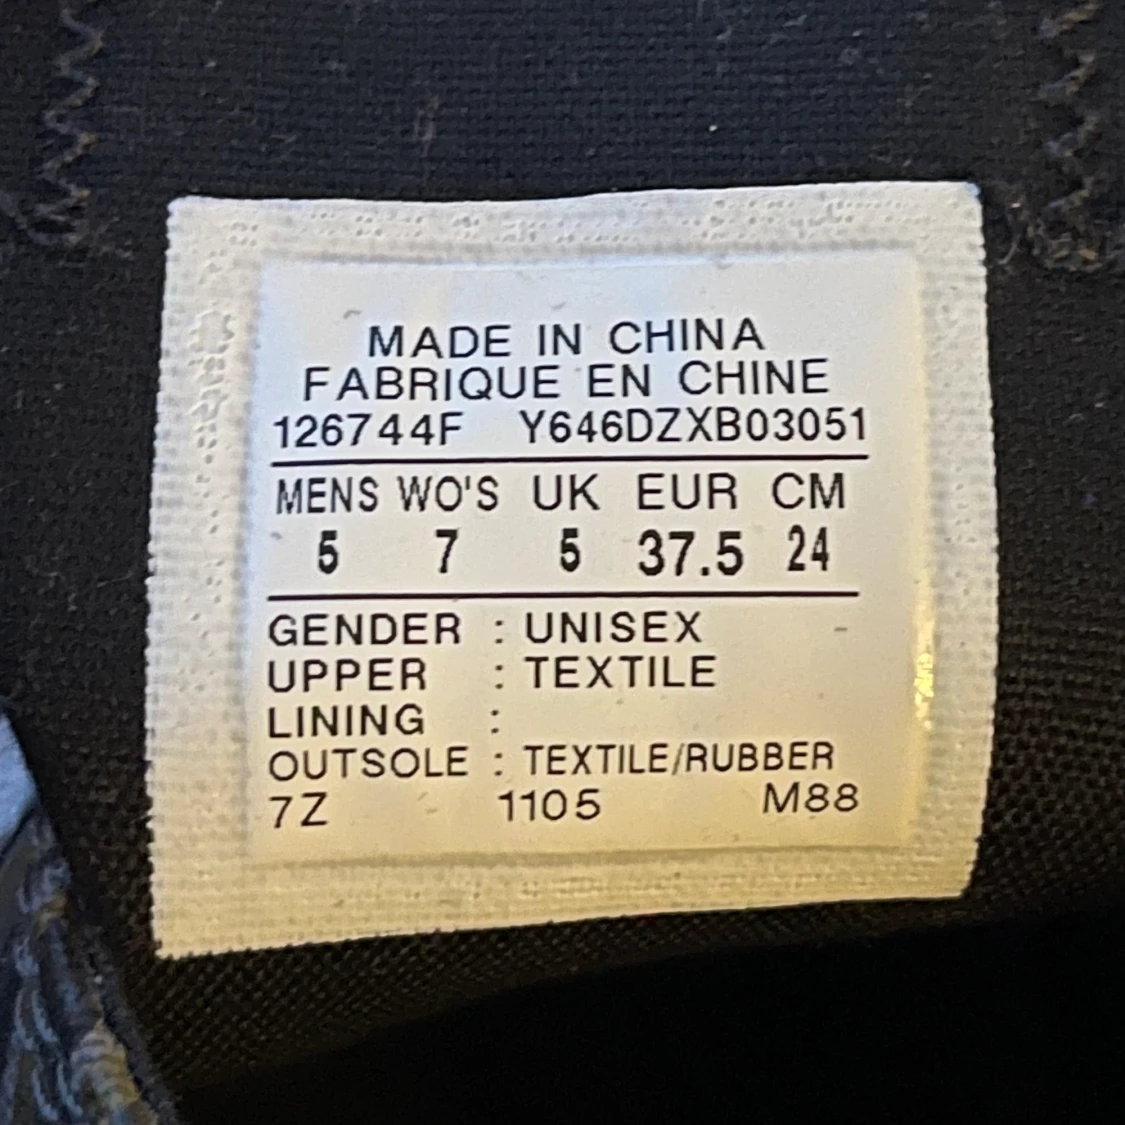 MADE IN CHINA
FABRIQUE EN CHINE
126744F Y646DZXB03051
MENS WO'S UK EUR CM
5 7 5 37.5 24
GENDER : UNISEX
UPPER : TEXTILE
LINING :
OUTSOLE : TEXTILE/RUBBER
7Z 1105 M88